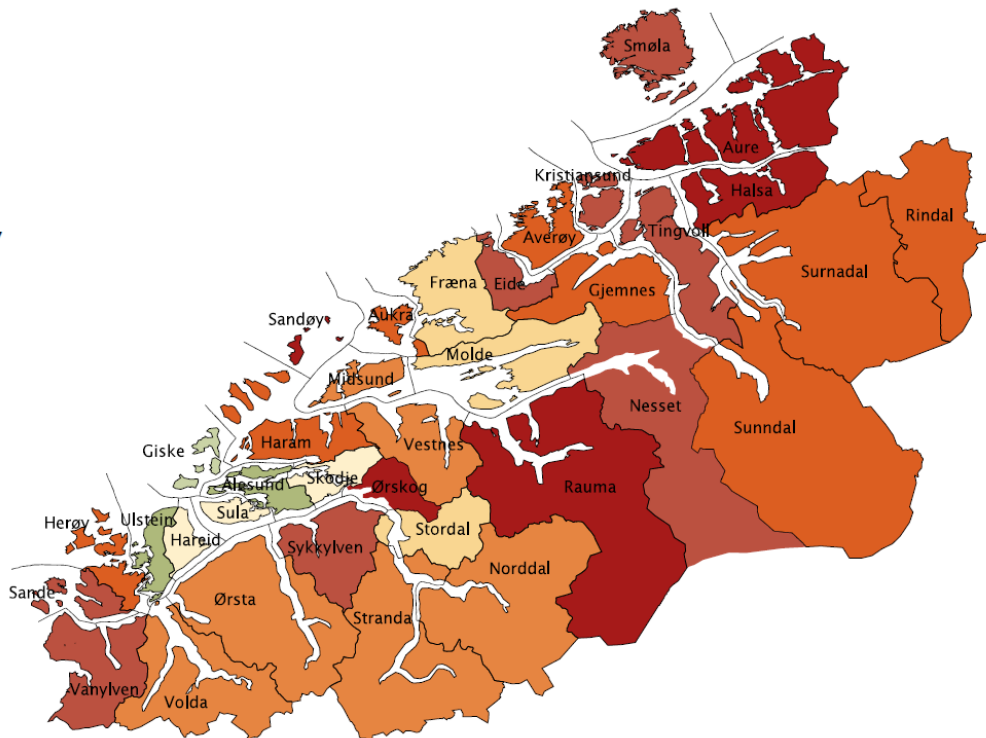 Smøla
Aure
Kristiansund
Halsa
Rindal
Tingvoll
Averøy
Surnadal
Fræna
Eide
Gjemnes
Aukra
Sandøy
Molde
Midsund
Nesset
Sunndal
Haram
Vestnes
Giske
Ålesund
Skodje
Ørskog
Rauma
Herøy
Ulstein
Sula
Stordal
Hareid
Sykkylven
Norddal
Sande
Ørsta
Stranda
Vanylven
Volda